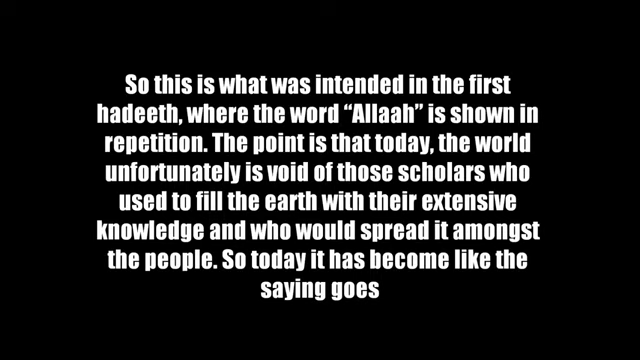 So this is what was intended in the first
hadeeth, where the word “Allaah” is shown in
repetition. The point is that today, the world
unfortunately is void of those scholars who
used to fill the earth with their extensive
knowledge and who would spread it amongst
the people. So today it has become like the
saying goes